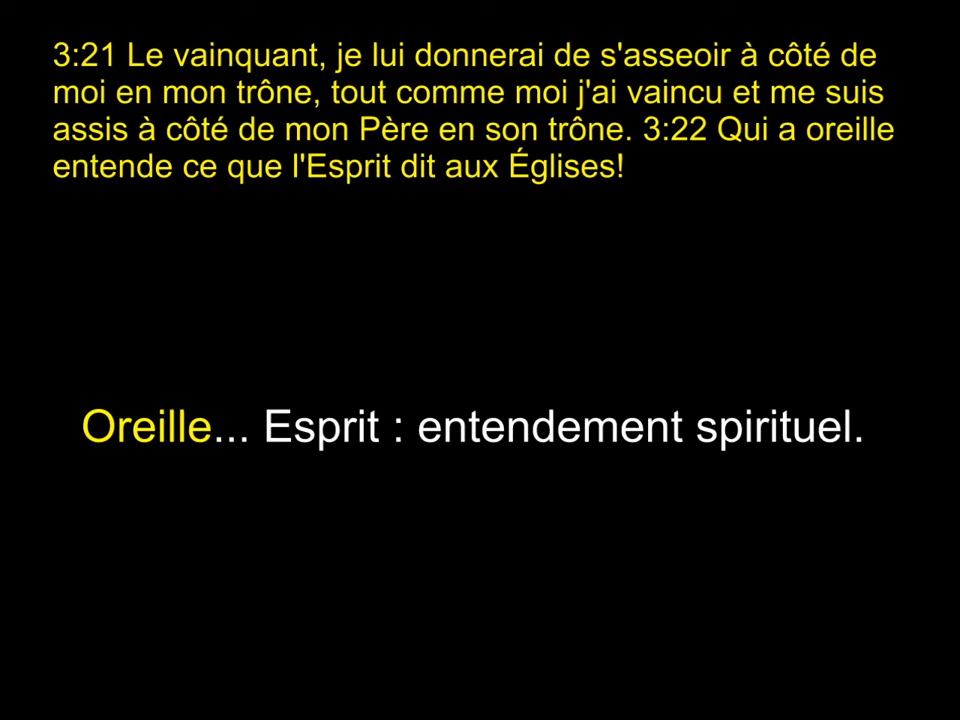 3:21 Le vainquant, je lui donnerai de s'asseoir à côté de
moi en mon trône, tout comme moi j'ai vaincu et me suis
assis à côté de mon Père en son trône. 3:22 Qui a oreille
entende ce que l'Esprit dit aux Églises!
Oreille... Esprit : entendement spirituel.